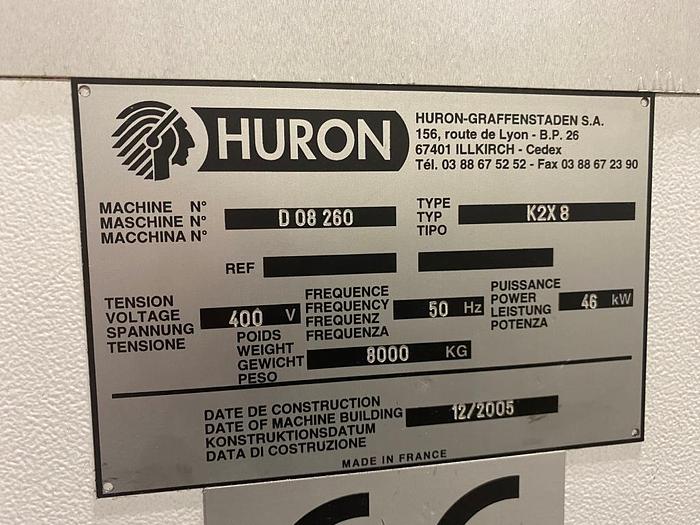 HURON
HURON-GRAFFENSTADEN S.A.
156, route de Lyon - B.P. 26
67401 ILLKIRCH - Cedex
Tél. 03 88 67 52 52 - Fax 03 88 67 23 90
MACHINE N°
MASCHINE N° D 08 260
MACCHINA N°
TYPE
TYP K2X 8
TIPO
REF
TENSION
VOLTAGE 400 V
SPANNUNG
TENSIONE
FREQUENCE
FREQUENCY 50 Hz
FREQUENZ
FREQUENZA
PUISSANCE
POWER 46 kW
LEISTUNG
POTENZA
POIDS
WEIGHT 8000 KG
GEWICHT
PESO
DATE DE CONSTRUCTION
DATE OF MACHINE BUILDING 12/2005
KONSTRUKTIONSDATUM
DATA DI COSTRUZIONE
MADE IN FRANCE
CE